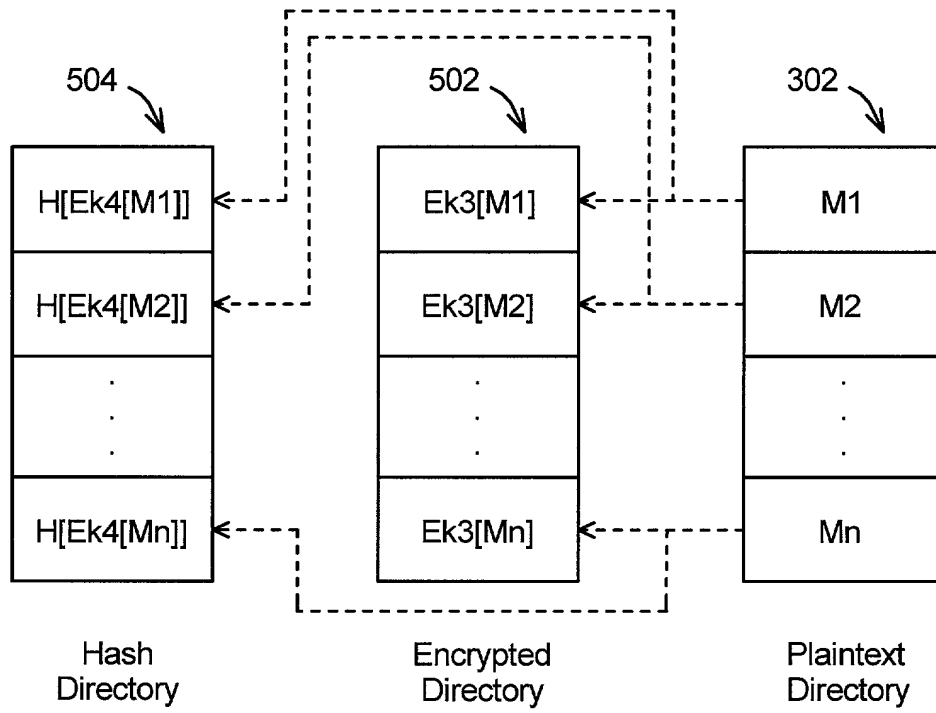 504
502
302
H[Ek4[M1]]
Ek3[M1]
M1
H[Ek4[M2]]
Ek3[M2]
M2
. . .
. . .
. . .
H[Ek4[Mn]]
Ek3[Mn]
Mn
Hash
Directory
Encrypted
Directory
Plaintext
Directory